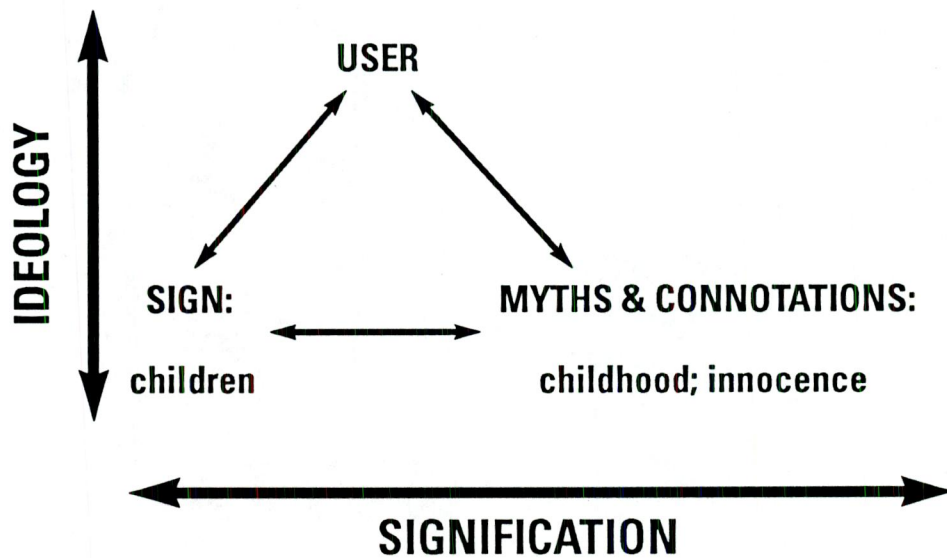 IDEOLOGY
USER
SIGN:
MYTHS & CONNOTATIONS:
children
childhood; innocence
SIGNIFICATION